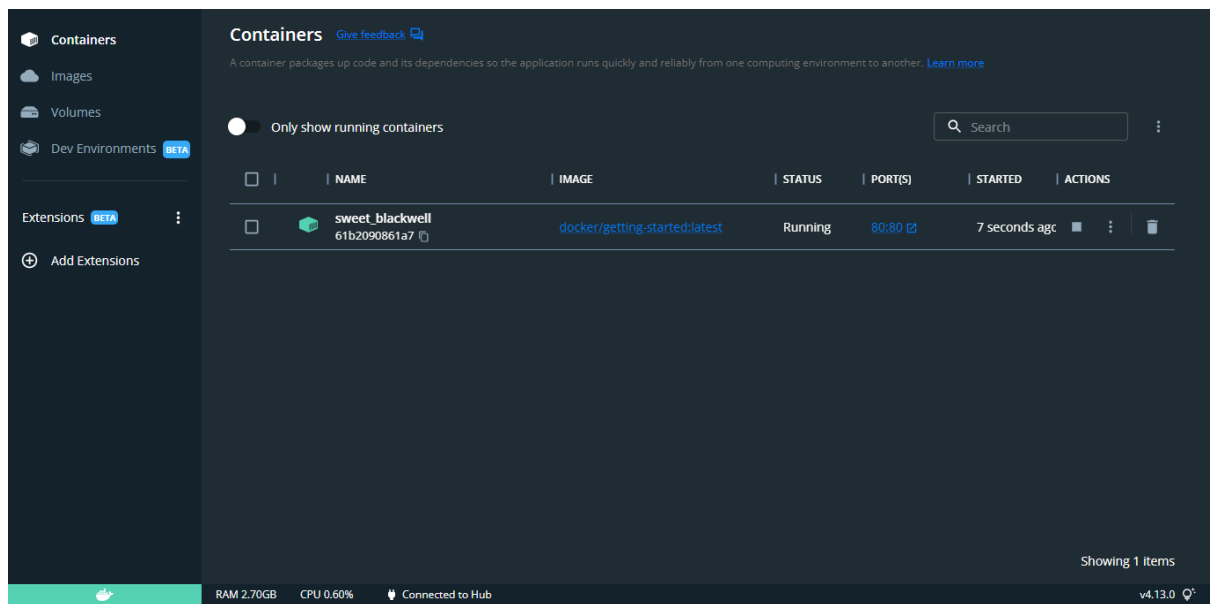 Containers
Images
Volumes
Dev Environments BETA
Extensions BETA
Add Extensions
Containers Give feedback
A container packages up code and its dependencies so the application runs quickly and reliably from one computing environment to another. Learn more
Only show running containers
Search
NAME IMAGE STATUS PORT(S) STARTED ACTIONS
sweet_blackwell
61b2090861a7
docker/getting-started:latest Running 80:80 7 seconds agc
Showing 1 items
RAM 2.70GB CPU 0.60% Connected to Hub v4.13.0